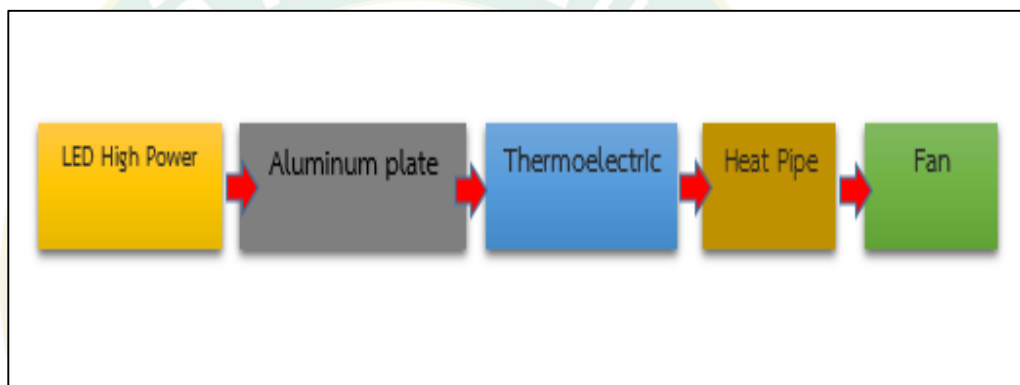 LED High Power
Aluminum plate
Thermoelectric
Heat Pipe
Fan